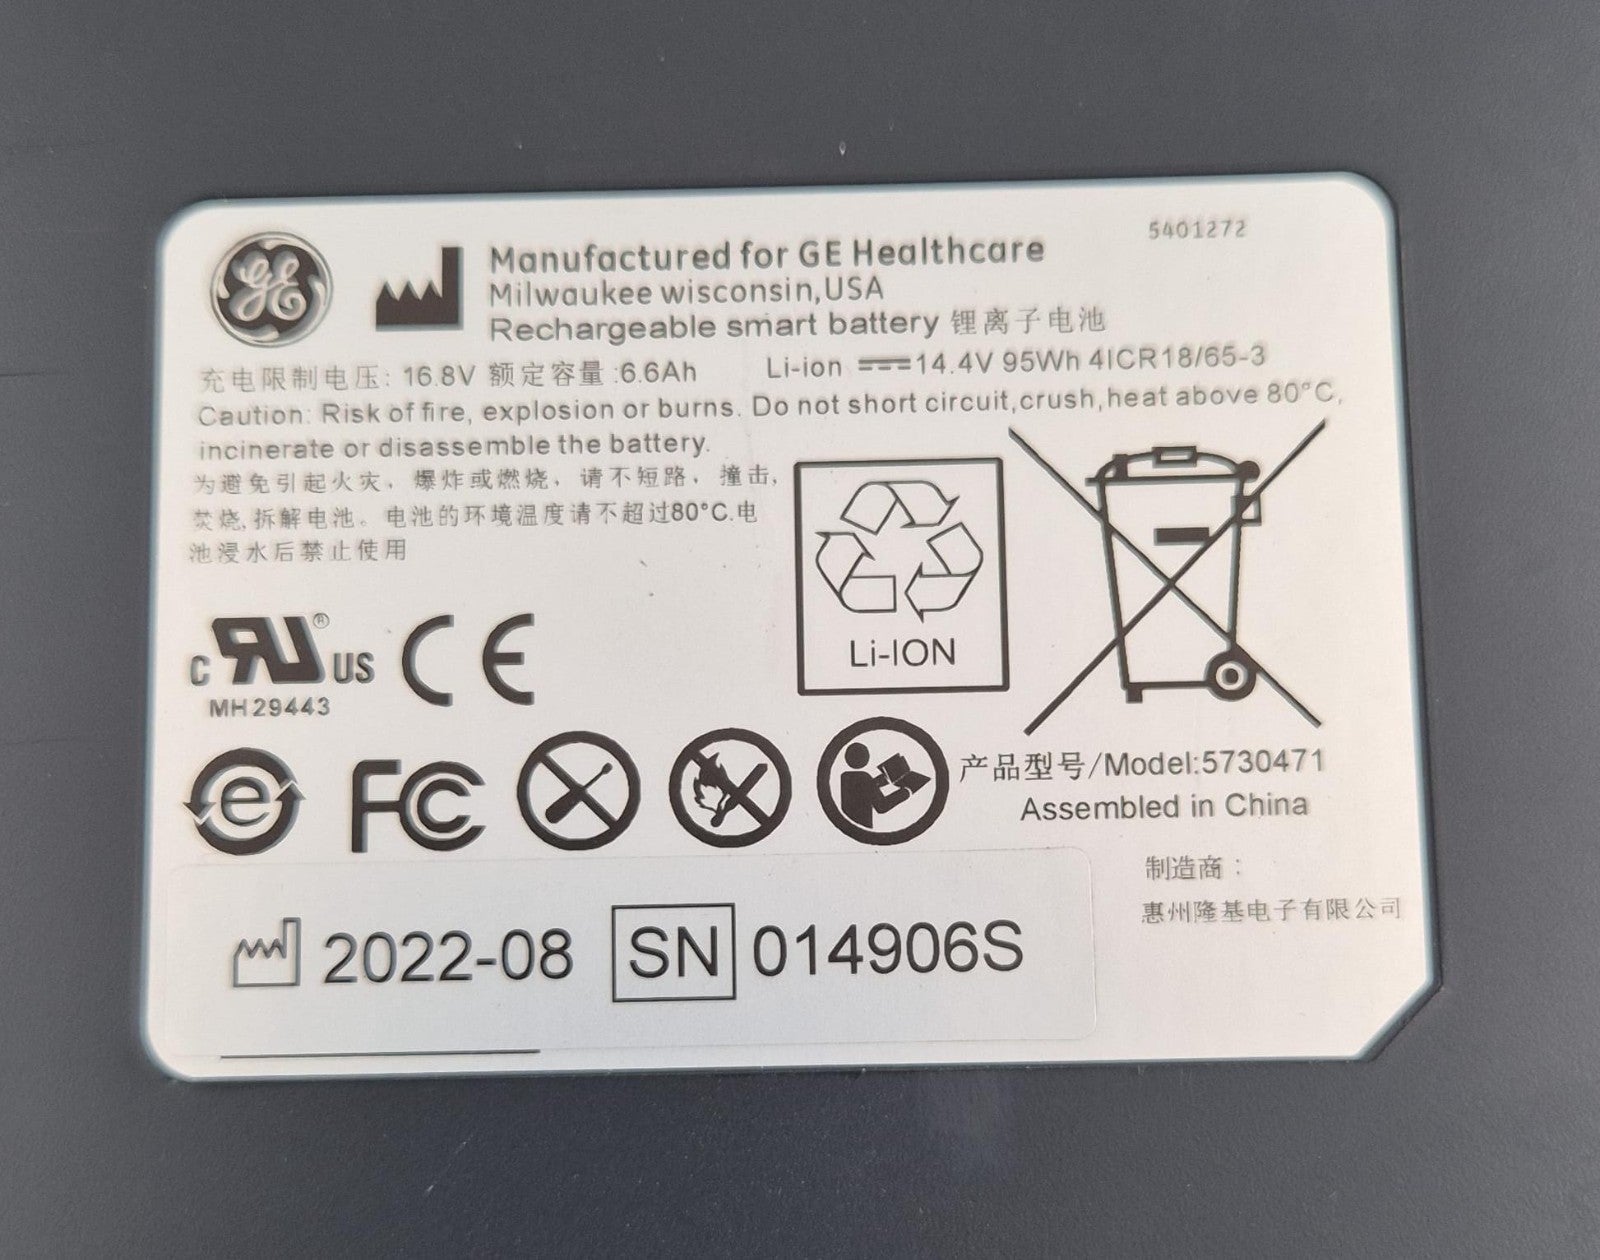 GE
Manufactured for GE Healthcare
5401272
Milwaukee wisconsin,USA
Rechargeable smart battery 锂离子电池
充电限制电压: 16.8V 额定容量:6.6Ah Li-ion 14.4V 95Wh 4ICR18/65-3
Caution: Risk of fire, explosion or burns. Do not short circuit,crush,heat above 80°C,
incinerate or disassemble the battery.
为避免引起火灾，爆炸或燃烧，请不短路，撞击,
焚烧,拆解电池。电池的环境温度请不超过80°C.电
池浸水后禁止使用
Li-ION
C RU® US CE
MH29443
e FC
产品型号/Model:5730471
Assembled in China
制造商：
惠州隆基电子有限公司
2022-08 SN 014906S